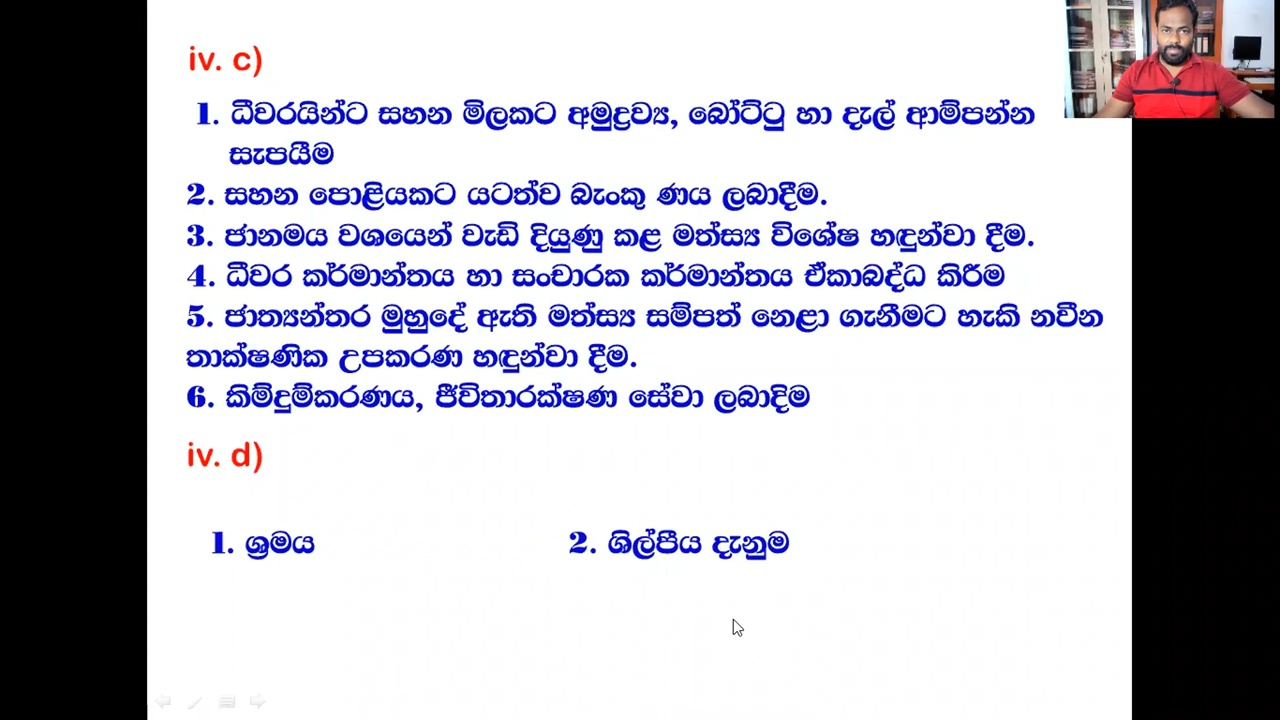 iv. c)
1. ධීවරයින්ට සහන මිලකට අමුද්‍රව්‍ය, බෝට්ටු හා දැල් ආම්පන්න
සැපයීම
2. සහන පොළියකට යටත්ව බැංකු ණය ලබාදීම.
3. ජානමය වශයෙන් වැඩි දියුණු කළ මත්ස්‍ය විශේෂ හඳුන්වා දීම.
4. ධීවර කර්මාන්තය හා සංචාරක කර්මාන්තය ඒකාබද්ධ කිරීම
5. ජාත්‍යන්තර මුහුදේ ඇති මත්ස්‍ය සම්පත් නෙළා ගැනීමට හැකි නවීන
තාක්ෂණික උපකරණ හඳුන්වා දීම.
6. කිම්දුම්කරණය, ජීවිතාරක්ෂණ සේවා ලබාදිම
iv. d)
1. ශ්‍රමය 2. ශිල්පීය දැනුම